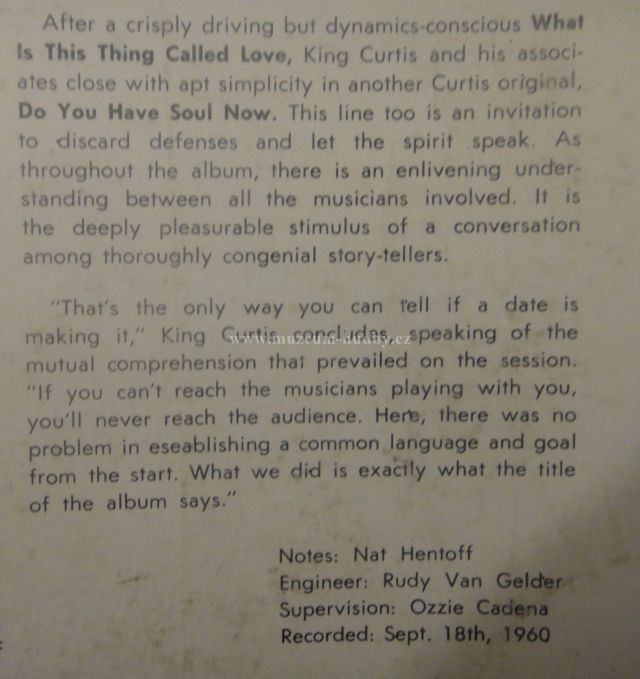 After a crisply driving but dynamics-conscious What
Is This Thing Called Love, King Curtis and his associ-
ates close with apt simplicity in another Curtis original,
Do You Have Soul Now. This line too is an invitation
to discard defenses and let the spirit speak. As
throughout the album, there is an enlivening under-
standing between all the musicians involved. It is
the deeply pleasurable stimulus of a conversation
among thoroughly congenial story-tellers.
"That's the only way you can tell if a date is
making it," King Curtis concludes, speaking of the
www.muzeum-hudby.cz
mutual comprehension that prevailed on the session.
"If you can't reach the musicians playing with you,
you'll never reach the audience. Here, there was no
problem in eseablishing a common language and goal
from the start. What we did is exactly what the title
of the album says."
Notes: Nat Hentoff
Engineer: Rudy Van Gelder
Supervision: Ozzie Cadena
Recorded: Sept. 18th, 1960